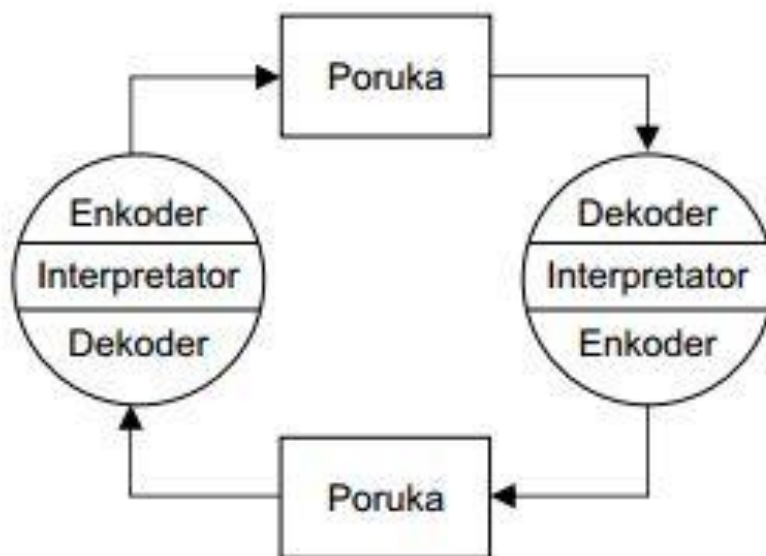 Poruka
Enkoder
Interpretator
Dekoder
Dekoder
Interpretator
Enkoder
Poruka